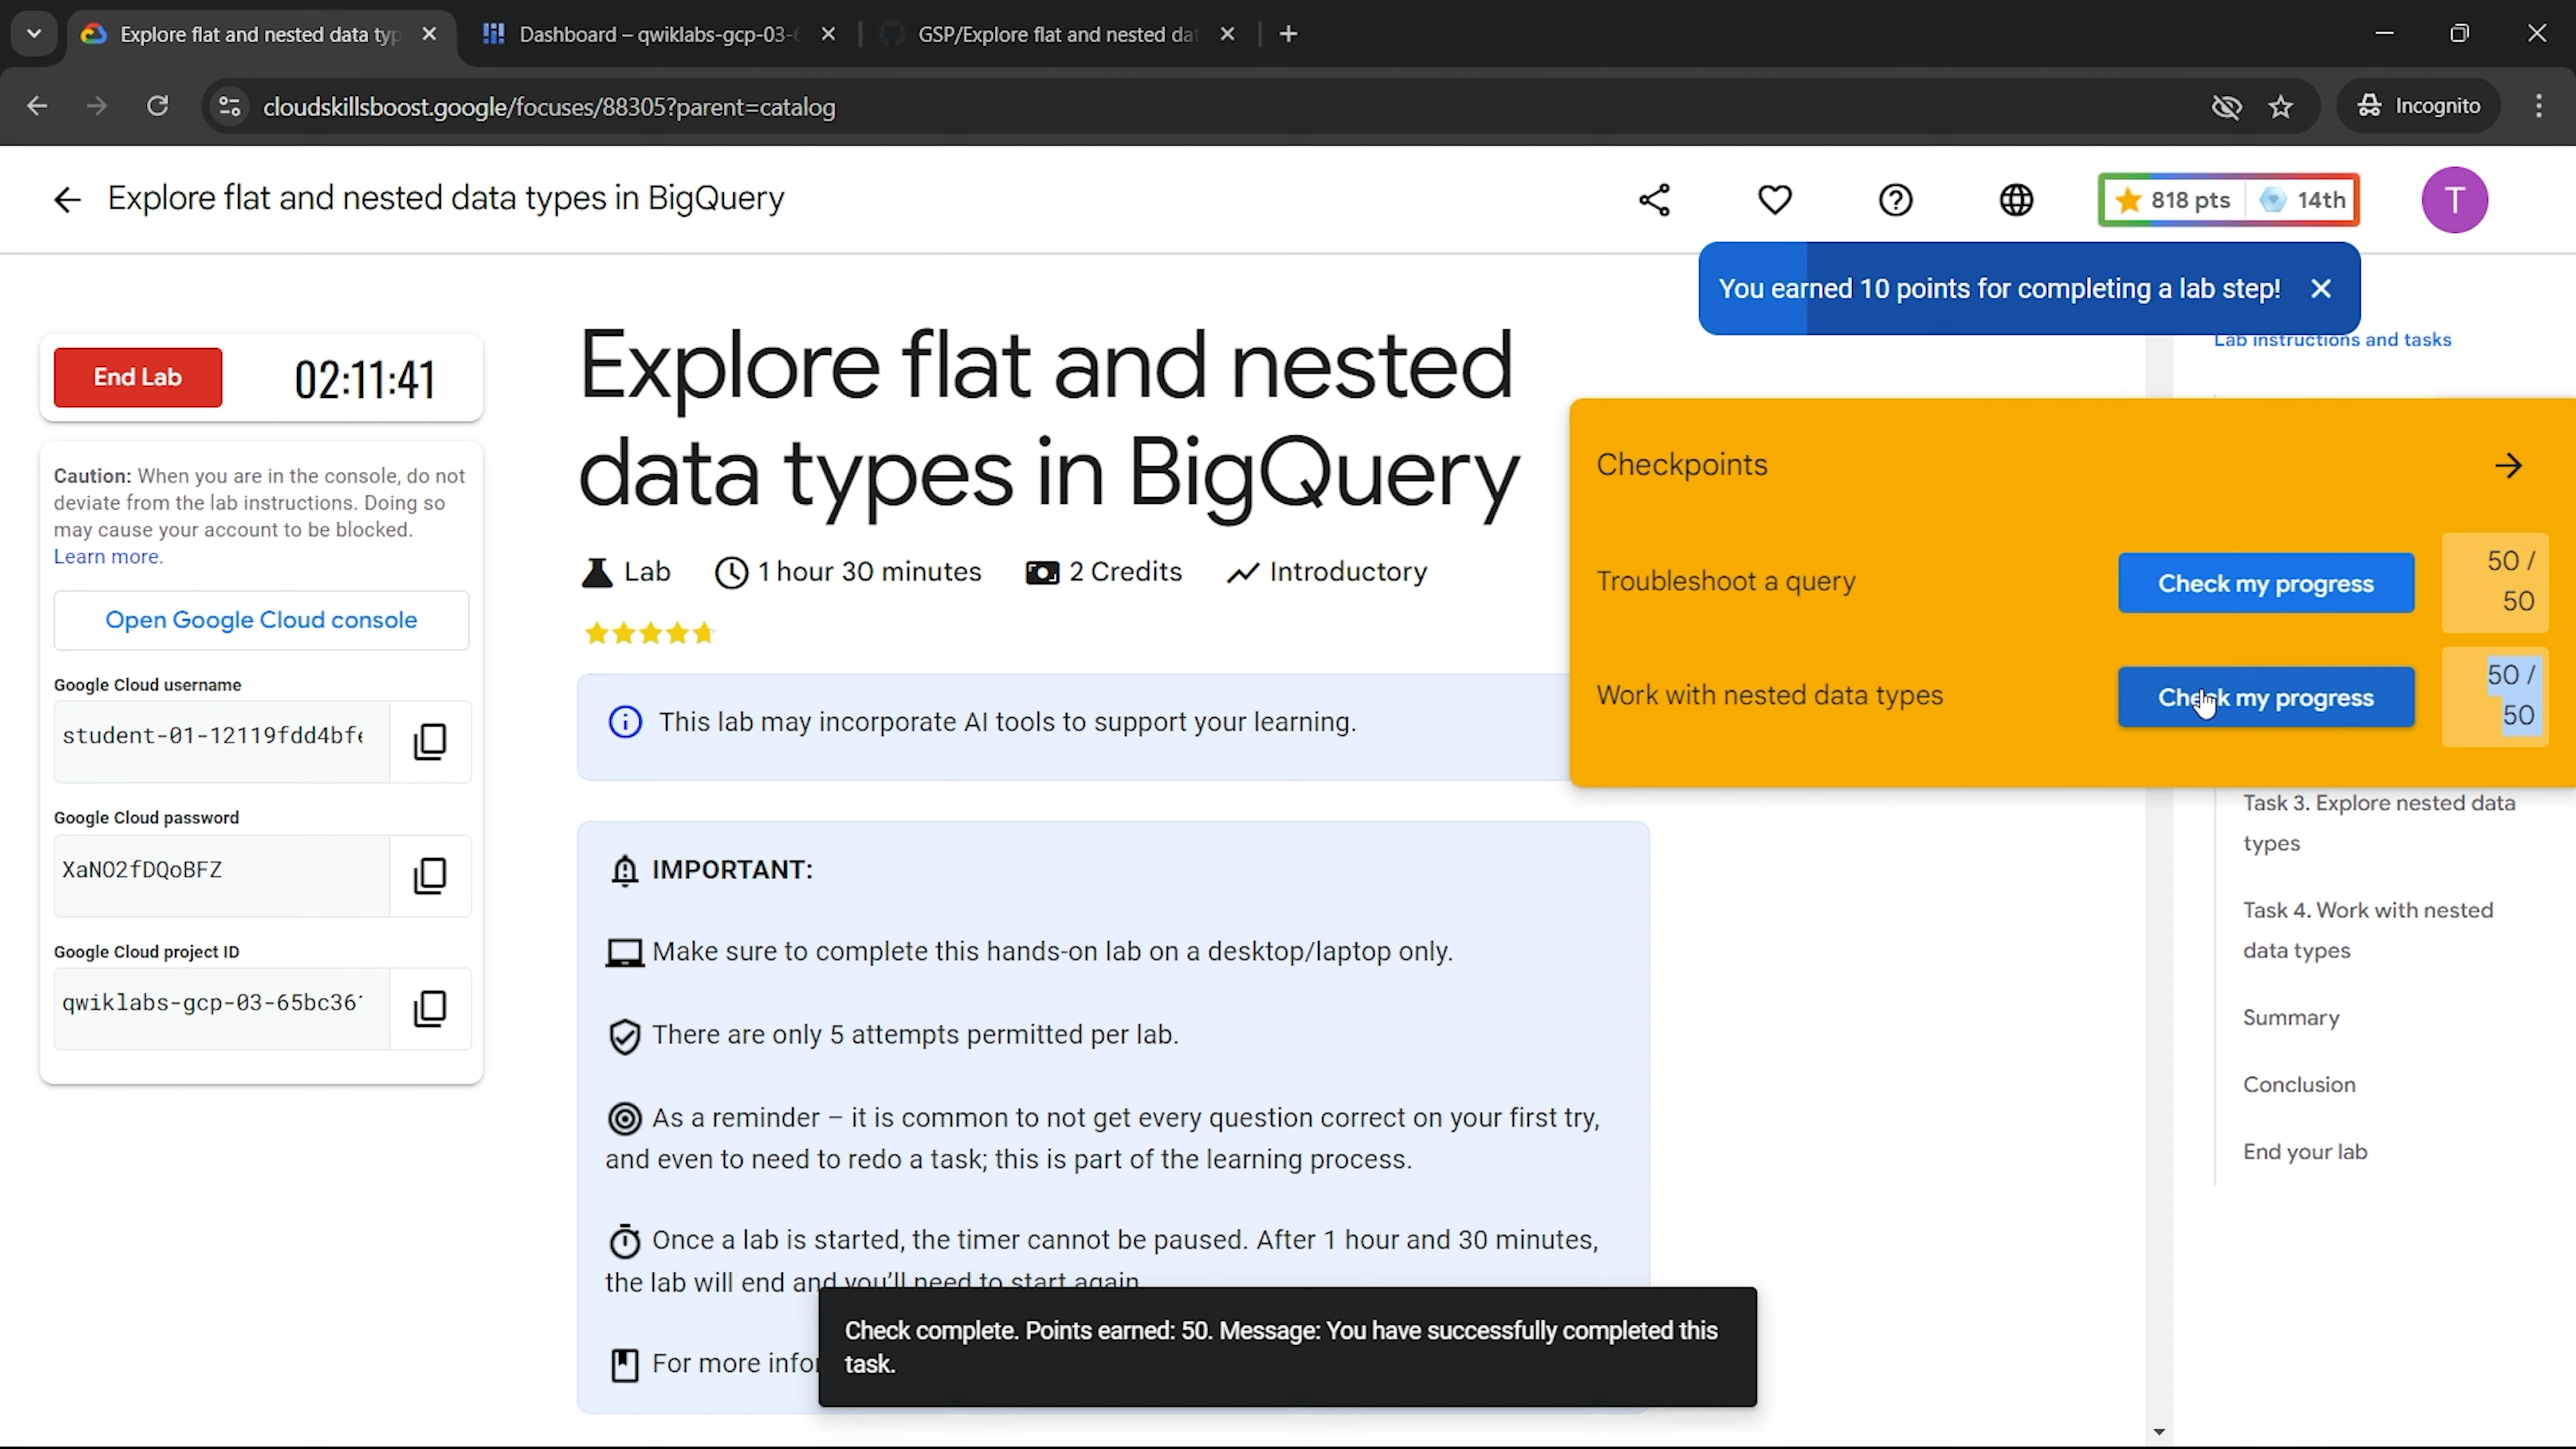 Explore flat and nested data typ
Dashboard – qwiklabs-gcp-03-
GSP/Explore flat and nested dat
cloudskillsboost.google/focuses/88305?parent=catalog
Incognito
Explore flat and nested data types in BigQuery
818 pts
14th
T
You earned 10 points for completing a lab step!
Lab instructions and tasks
End Lab
02:11:41
Caution: When you are in the console, do not
deviate from the lab instructions. Doing so
may cause your account to be blocked.
Learn more.
Open Google Cloud console
Google Cloud username
student-01-12119fdd4bf
Google Cloud password
XaNO2fDQoBFZ
Google Cloud project ID
qwiklabs-gcp-03-65bc36
Explore flat and nested
data types in BigQuery
Lab
1 hour 30 minutes
2 Credits
Introductory
This lab may incorporate AI tools to support your learning.
IMPORTANT:
Make sure to complete this hands-on lab on a desktop/laptop only.
There are only 5 attempts permitted per lab.
As a reminder – it is common to not get every question correct on your first try,
and even to need to redo a task; this is part of the learning process.
Once a lab is started, the timer cannot be paused. After 1 hour and 30 minutes,
the lab will end and you'll need to start again.
For more infor
Check complete. Points earned: 50. Message: You have successfully completed this
task.
Checkpoints
Troubleshoot a query
Check my progress
50 /
50
Work with nested data types
Check my progress
50 /
50
Task 3. Explore nested data
types
Task 4. Work with nested
data types
Summary
Conclusion
End your lab